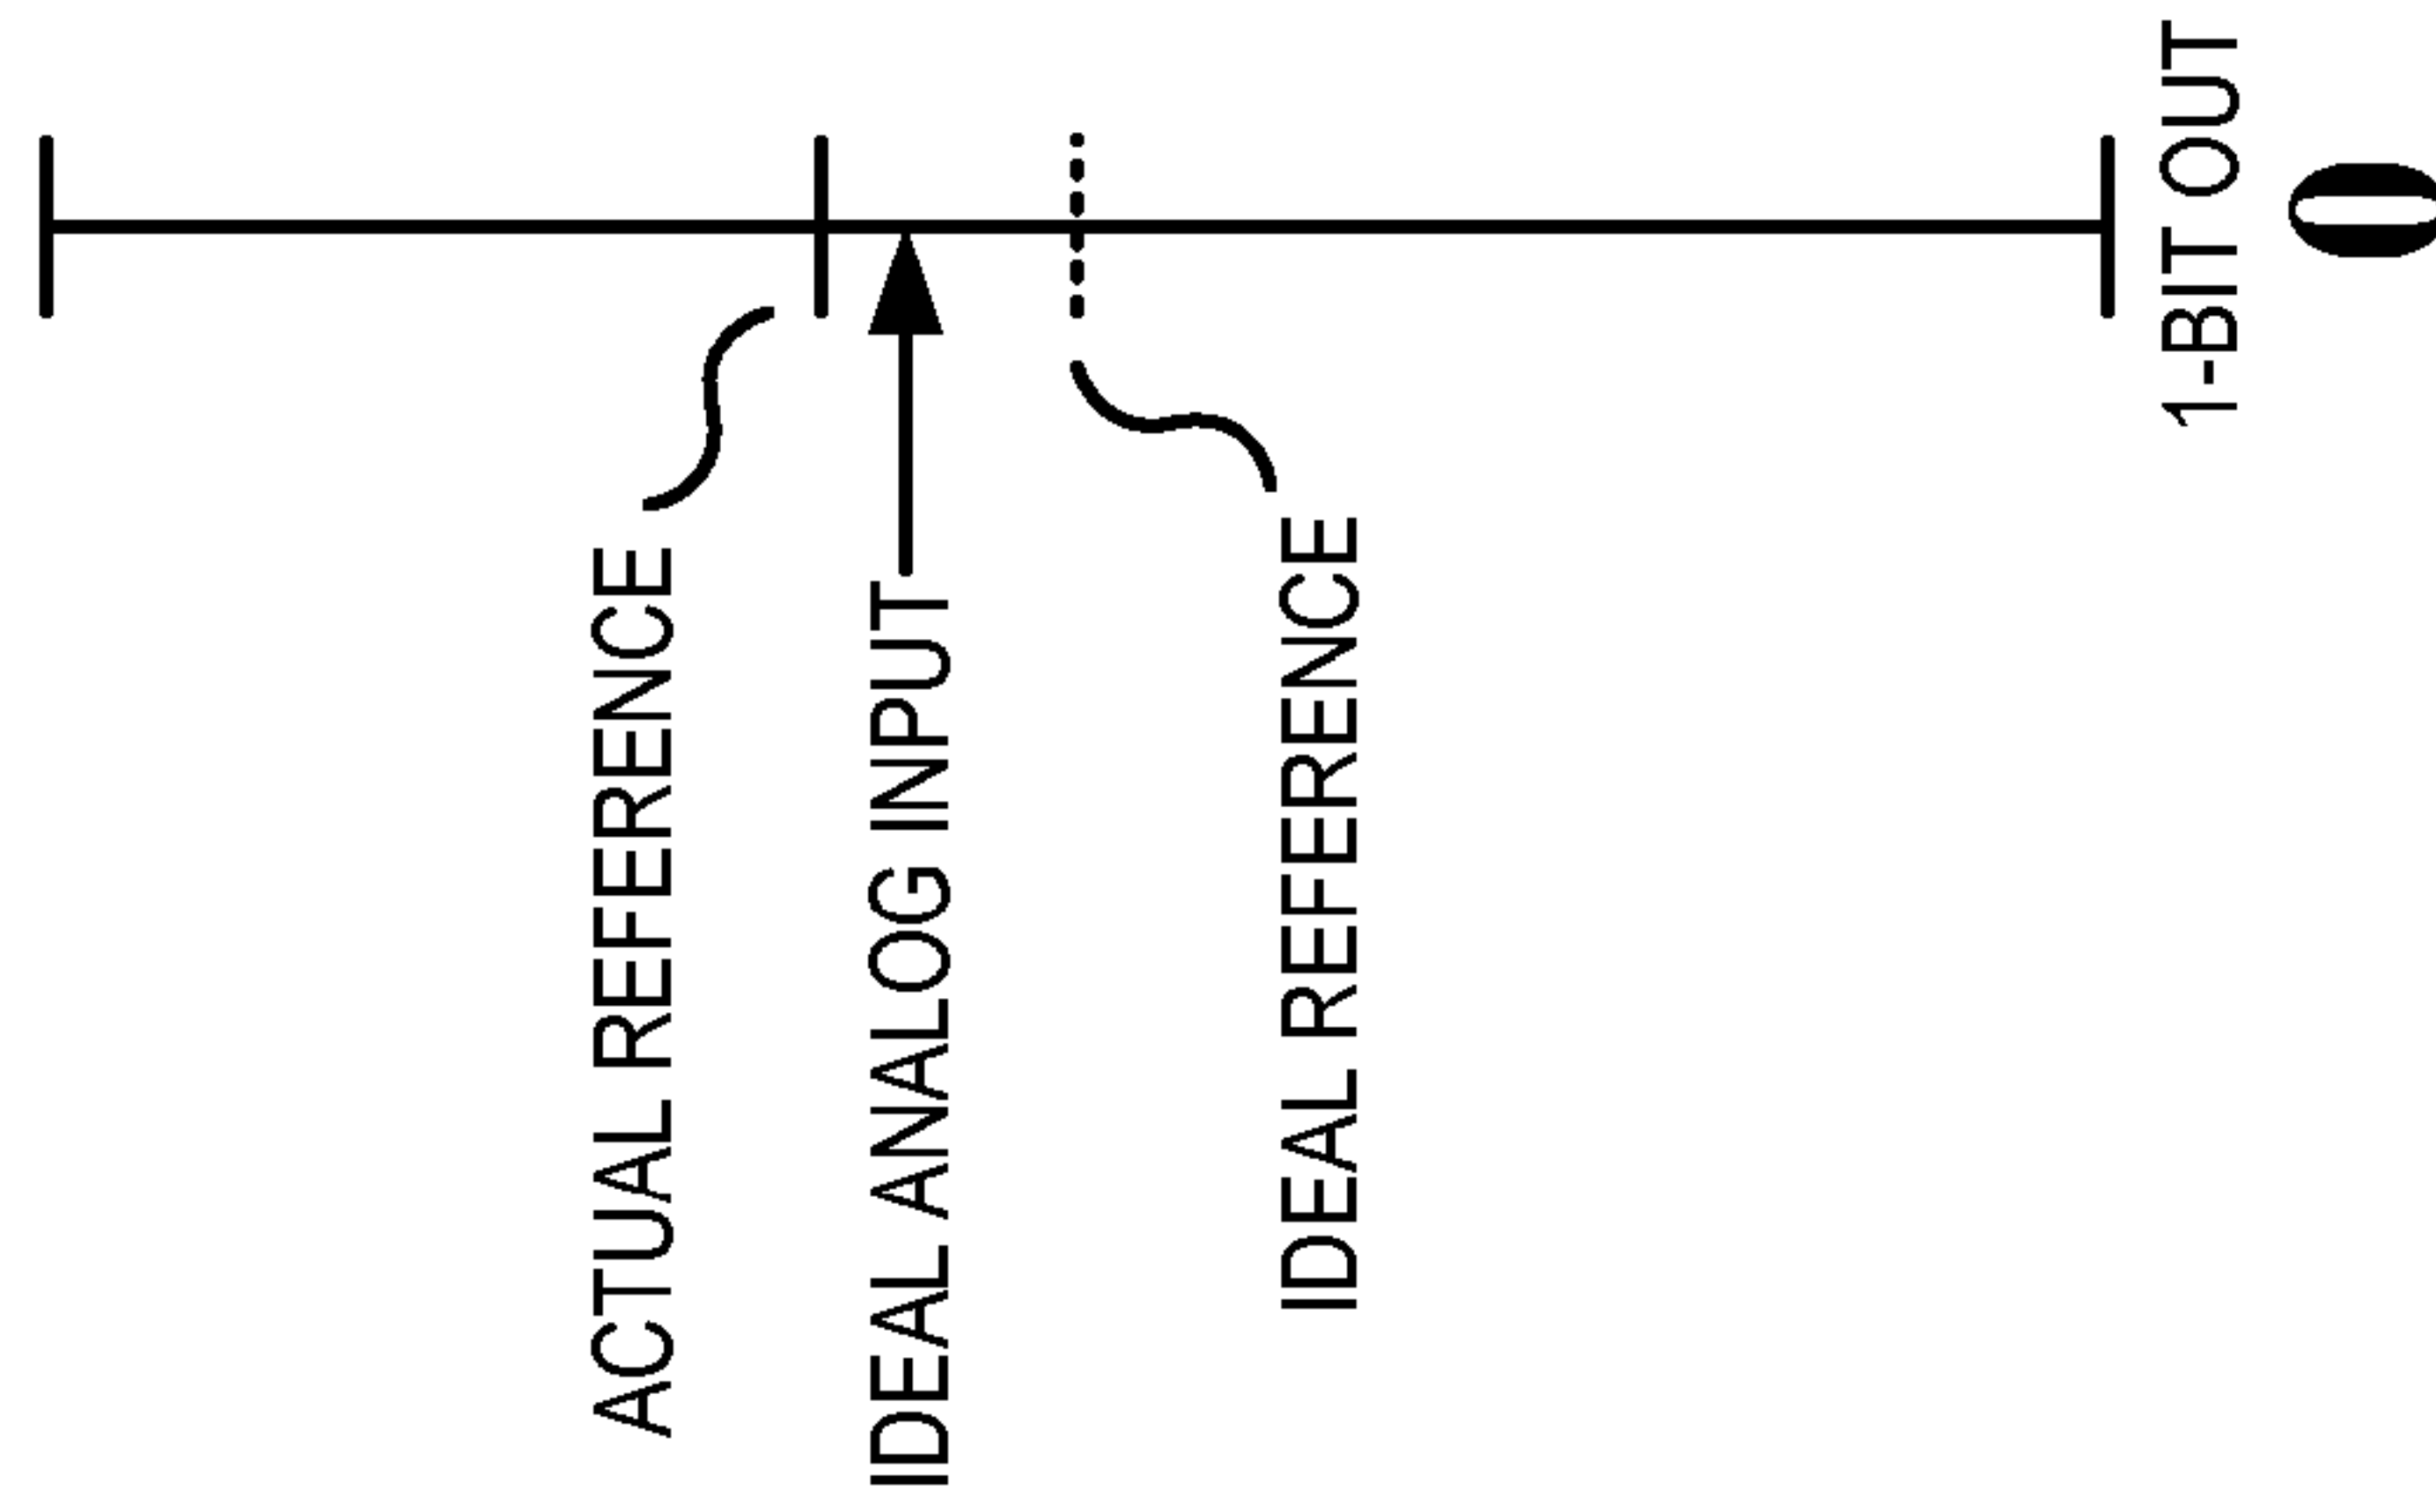 ACTUAL REFERENCE
IDEAL ANALOG INPUT
IDEAL REFERENCE
1-BIT OUT
0